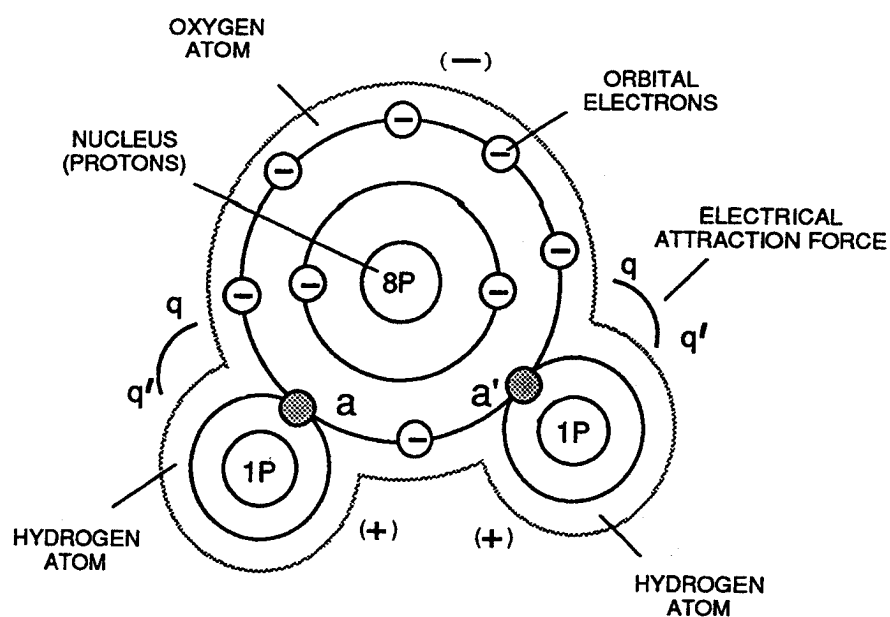 OXYGEN
ATOM
(—)
ORBITAL
ELECTRONS
NUCLEUS
(PROTONS)
ELECTRICAL
ATTRACTION FORCE
8P
q
q'
q
q'
a
a'
1P
1P
HYDROGEN
ATOM
(+)
(+)
HYDROGEN
ATOM
−
−
−
−
−
−
−
−